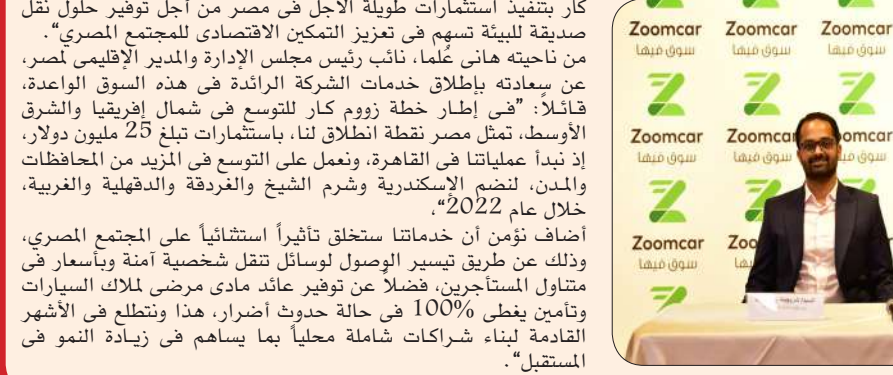 كار بتنفيذ استثمارات طويلة الأجل فى مصر من أجل توفير حلول نقل
صديقة للبيئة تسهم فى تعزيز التمكين الاقتصادى للمجتمع المصري“.
من ناحيته هانى عُلما، نائب رئيس مجلس الإدارة والمدير الإقليمى لمصر،
عن سعادته بإطلاق خدمات الشركة الرائدة فى هذه السوق الواعدة،
قائلاً: ”فى إطار خطة زووم كار للتوسع فى شمال إفريقيا والشرق
الأوسط، تمثل مصر نقطة انطلاق لنا، باستثمارات تبلغ 25 مليون دولار،
إذ نبدأ عملياتنا فى القاهرة، ونعمل على التوسع فى المزيد من المحافظات
والمدن، لنضم الإسكندرية وشرم الشيخ والغردقة والدقهلية والغربية،
خلال عام 2022“،
أضاف نؤمن أن خدماتنا ستخلق تأثيراً استثنائياً على المجتمع المصري،
وذلك عن طريق تيسير الوصول لوسائل تنقل شخصية آمنة وبأسعار فى
متناول المستأجرين، فضلاً عن توفير عائد مادى مرضى لملاك السيارات
وتأمين يغطى %100 فى حالة حدوث أضرار، هذا ونتطلع فى الأشهر
القادمة لبناء شراكات شاملة محلياً بما يساهم فى زيادة النمو فى
المستقبل“.
Zoomcar Zoomcar Zoomcar
سوق فيها سوق فيها سوق فيها
Zoomcar Zoomca omcar
سوق فيها سوق فيها
Zoomcar Zoo
سوق فيها